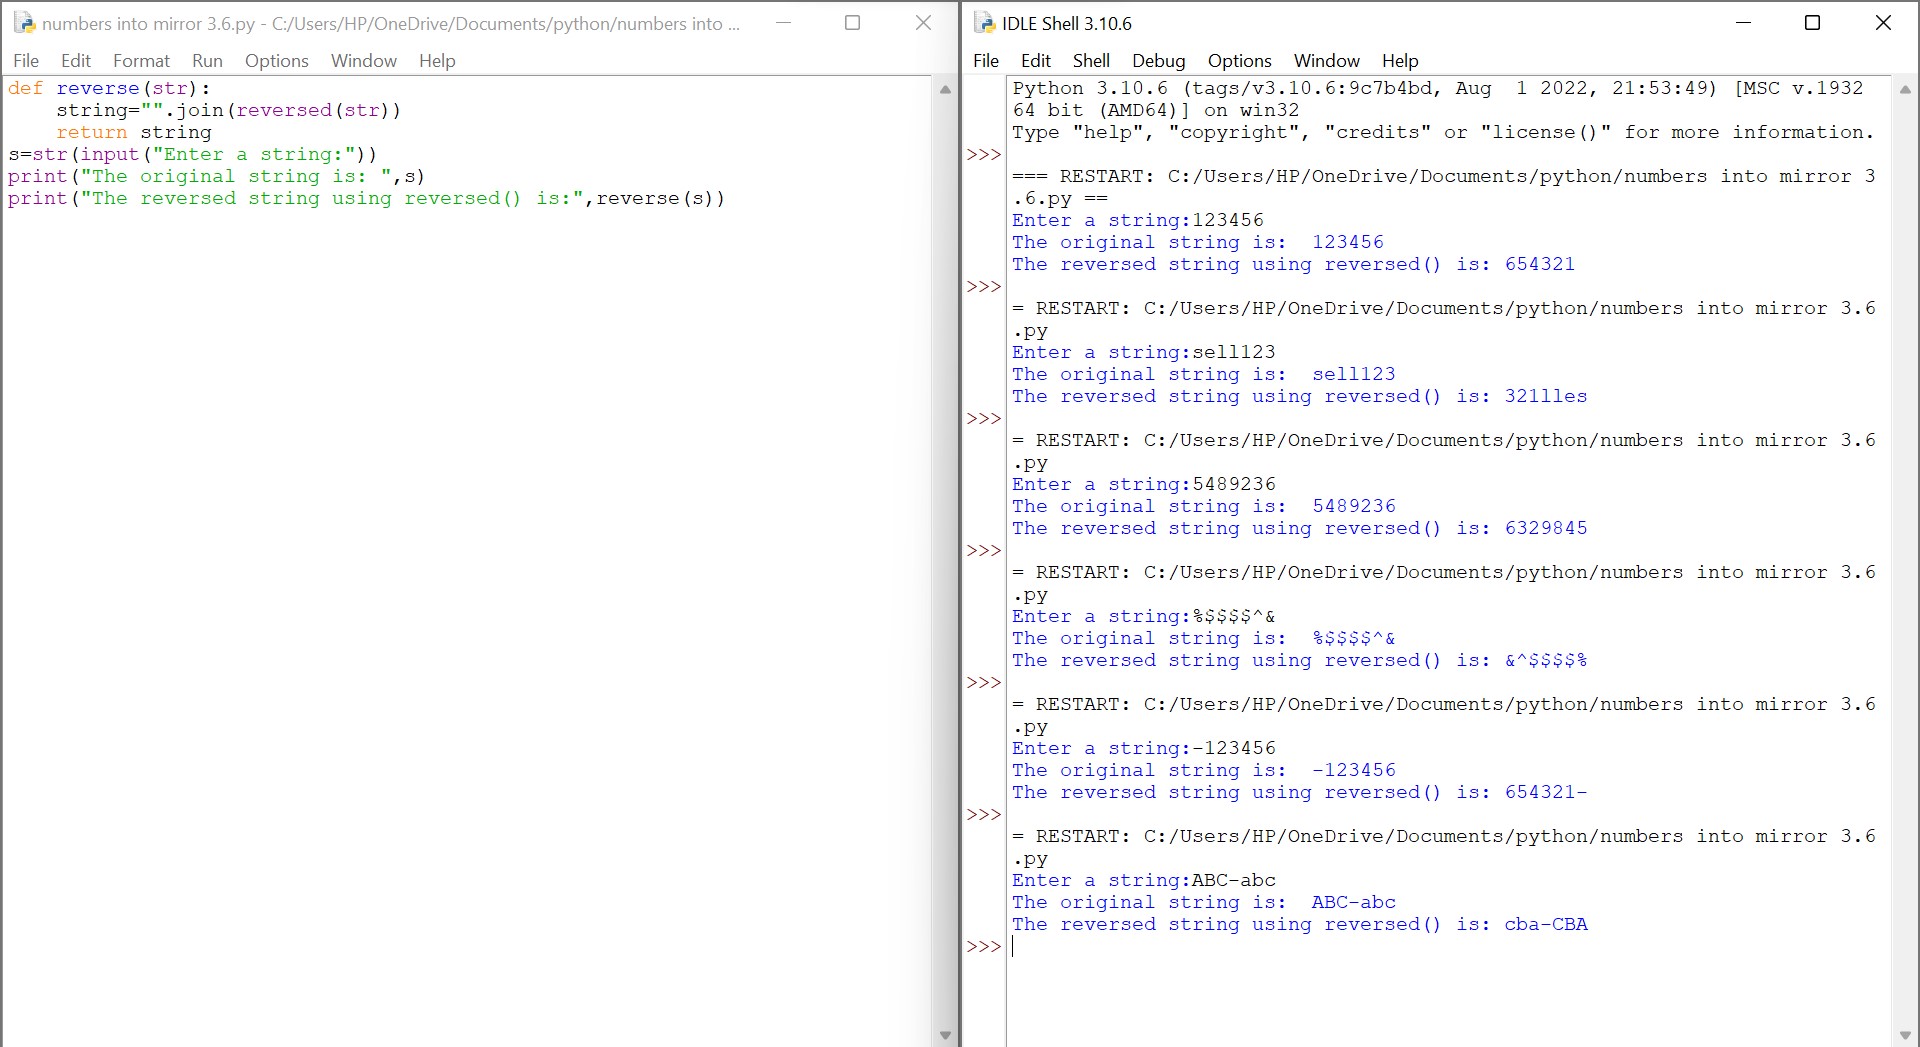 numbers into mirror 3.6.py - C:/Users/HP/OneDrive/Documents/python/numbers into ...
File Edit Format Run Options Window Help
def reverse(str):
    string="".join(reversed(str))
    return string
s=str(input("Enter a string:"))
print("The original string is: ",s)
print("The reversed string using reversed() is:",reverse(s))
IDLE Shell 3.10.6
File Edit Shell Debug Options Window Help
Python 3.10.6 (tags/v3.10.6:9c7b4bd, Aug  1 2022, 21:53:49) [MSC v.1932
64 bit (AMD64)] on win32
Type "help", "copyright", "credits" or "license()" for more information.
>>>
=== RESTART: C:/Users/HP/OneDrive/Documents/python/numbers into mirror 3
.6.py ==
Enter a string:123456
The original string is:  123456
The reversed string using reversed() is: 654321
>>>
= RESTART: C:/Users/HP/OneDrive/Documents/python/numbers into mirror 3.6
.py
Enter a string:sell123
The original string is:  sell123
The reversed string using reversed() is: 321lles
>>>
= RESTART: C:/Users/HP/OneDrive/Documents/python/numbers into mirror 3.6
.py
Enter a string:5489236
The original string is:  5489236
The reversed string using reversed() is: 6329845
>>>
= RESTART: C:/Users/HP/OneDrive/Documents/python/numbers into mirror 3.6
.py
Enter a string:%$$$$^&
The original string is:  %$$$$^&
The reversed string using reversed() is: &^$$$$%
>>>
= RESTART: C:/Users/HP/OneDrive/Documents/python/numbers into mirror 3.6
.py
Enter a string:-123456
The original string is:  -123456
The reversed string using reversed() is: 654321-
>>>
= RESTART: C:/Users/HP/OneDrive/Documents/python/numbers into mirror 3.6
.py
Enter a string:ABC-abc
The original string is:  ABC-abc
The reversed string using reversed() is: cba-CBA
>>>